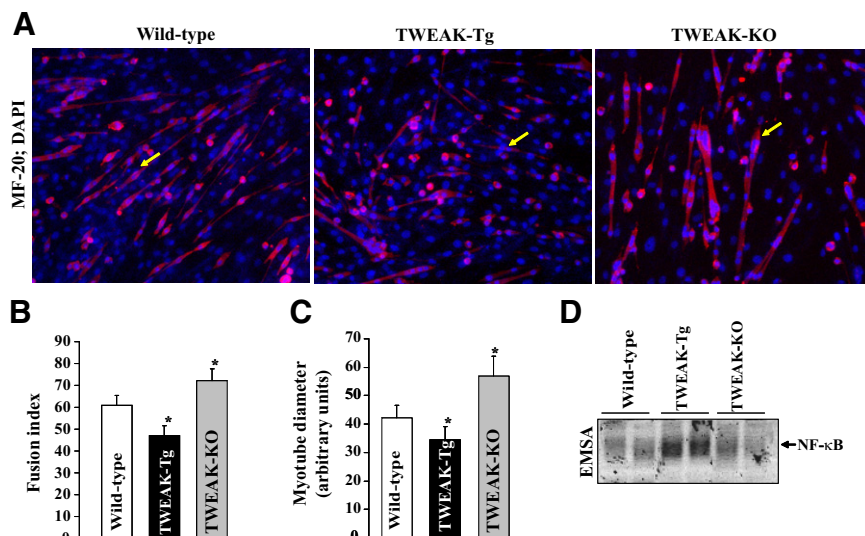 A
Wild-type
TWEAK-Tg
TWEAK-KO
MF-20; DAPI
B
Fusion index
90
80
70
60
50
40
30
20
10
0
Wild-type
*
TWEAK-Tg
*
TWEAK-KO
C
Myotube diameter
(arbitrary units)
70
60
50
40
30
20
10
0
Wild-type
*
TWEAK-Tg
*
TWEAK-KO
D
Wild-type
TWEAK-Tg
TWEAK-KO
EMSA
NF-κB